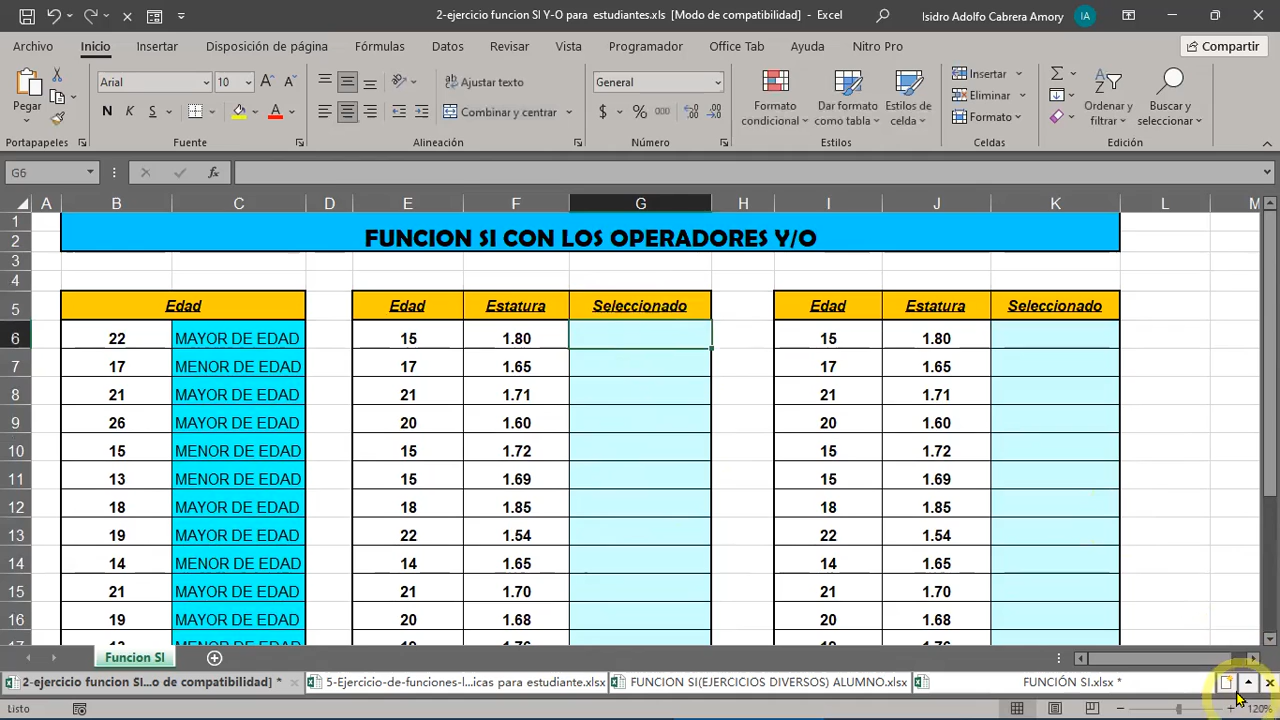 2-ejercicio funcion SI Y-O para estudiantes.xls [Modo de compatibilidad] - Excel
Isidro Adolfo Cabrera Amory IA
Archivo Inicio Insertar Disposición de página Fórmulas Datos Revisar Vista Programador Office Tab Ayuda Nitro Pro Compartir
Pegar Arial 10 Ajustar texto General Formato condicional Dar formato como tabla Estilos de celda Insertar Ordenar y filtrar Buscar y seleccionar
N K S Combinar y centrar $ % 000 Eliminar
Formato
Portapapeles Fuente Alineación Número Estilos Celdas Edición
G6 fx
A B C D E F G H I J K L M
1
2 FUNCION SI CON LOS OPERADORES Y/O
3
4
5 Edad Edad Estatura Seleccionado Edad Estatura Seleccionado
6 22 MAYOR DE EDAD 15 1.80 15 1.80
7 17 MENOR DE EDAD 17 1.65 17 1.65
8 21 MAYOR DE EDAD 21 1.71 21 1.71
9 26 MAYOR DE EDAD 20 1.60 20 1.60
10 15 MENOR DE EDAD 15 1.72 15 1.72
11 13 MENOR DE EDAD 15 1.69 15 1.69
12 18 MAYOR DE EDAD 18 1.85 18 1.85
13 19 MAYOR DE EDAD 22 1.54 22 1.54
14 14 MENOR DE EDAD 14 1.65 14 1.65
15 21 MAYOR DE EDAD 21 1.70 21 1.70
16 19 MAYOR DE EDAD 20 1.68 20 1.68
Funcion SI
2-ejercicio funcion SI...o de compatibilidad] * 5-Ejercicio-de-funciones-l...icas para estudiante.xlsx FUNCION SI(EJERCICIOS DIVERSOS) ALUMNO.xlsx FUNCIÓN SI.xlsx *
Listo 120%